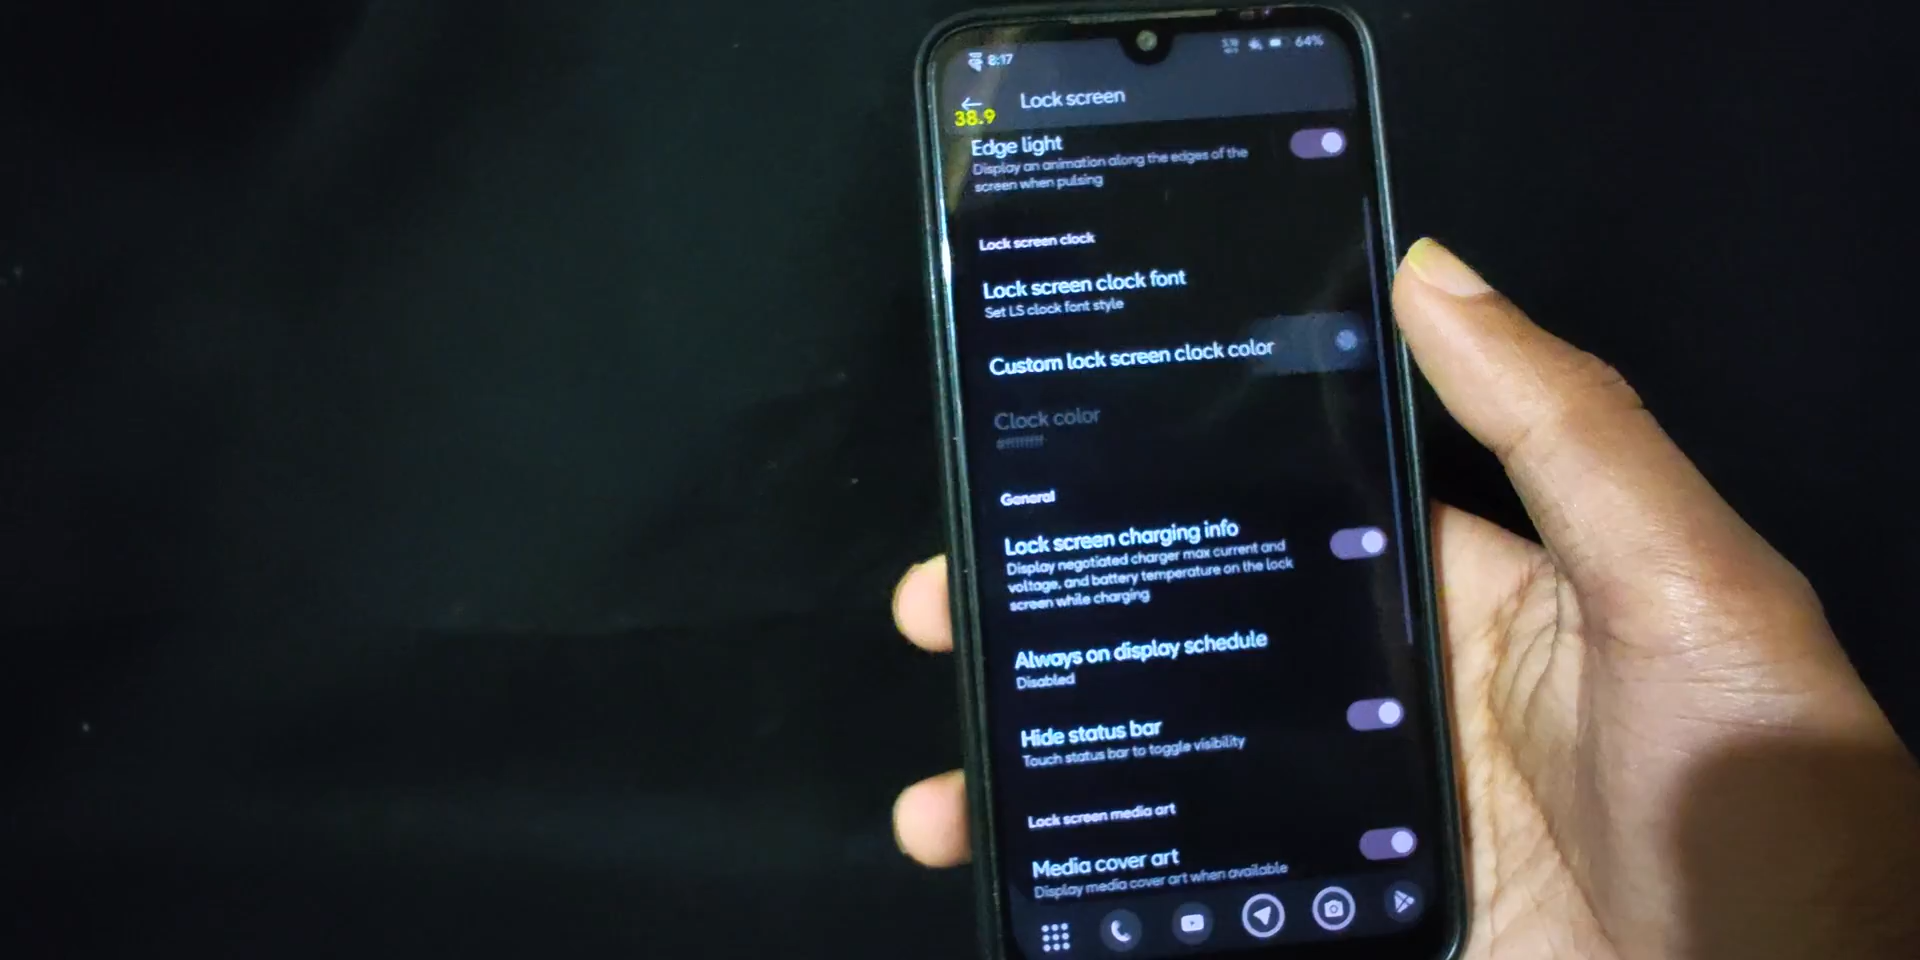 8:17
64%
Lock screen
38.9
Edge light
Display an animation along the edges of the
screen when pulsing
Lock screen clock
Lock screen clock font
Set LS clock font style
Custom lock screen clock color
Clock color
General
Lock screen charging info
Display negotiated charger max current and
voltage, and battery temperature on the lock
screen while charging
Always on display schedule
Disabled
Hide status bar
Touch status bar to toggle visibility
Lock screen media art
Media cover art
Display media cover art when available